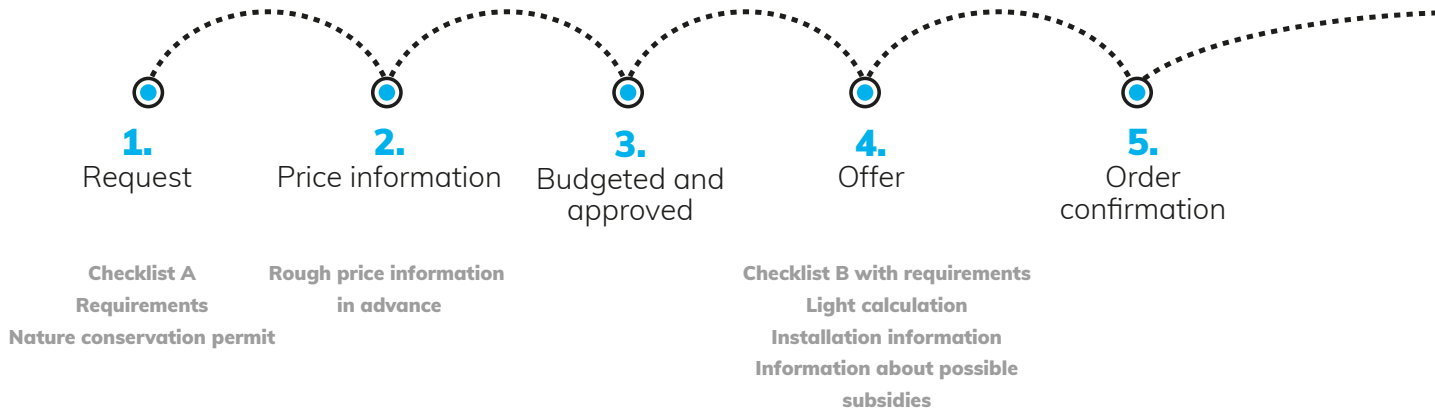 1.
Request
Checklist A
Requirements
Nature conservation permit
2.
Price information
Rough price information
in advance
3.
Budgeted and
approved
4.
Offer
Checklist B with requirements
Light calculation
Installation information
Information about possible
subsidies
5.
Order
confirmation